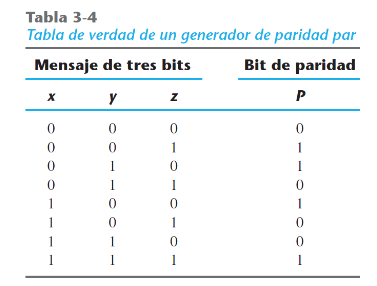 Tabla 3-4
Tabla de verdad de un generador de paridad par
Mensaje de tres bits Bit de paridad
x y z P
0 0 0 0
0 0 1 1
0 1 0 1
0 1 1 0
1 0 0 1
1 0 1 0
1 1 0 0
1 1 1 1